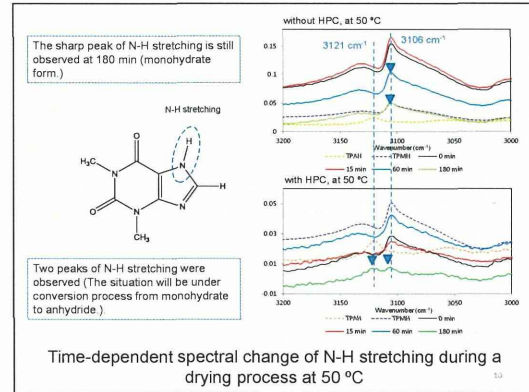 The sharp peak of N-H stretching is still
observed at 180 min (monohydrate
form.)
N-H stretching
H
O
H₃C
N
N
H
O
N
N
CH₃
Two peaks of N-H stretching were
observed (The situation will be under
conversion process from monohydrate
to anhydride.)
without HPC, at 50 ºC
3121 cm⁻¹
3106 cm⁻¹
0.15
0.1
0.05
0
3200
3150
3100
3050
3000
Wavenumber (cm⁻¹)
TPAH
TPMH
0 min
15 min
60 min
180 min
with HPC, at 50 ºC
0.05
0.03
0.01
-0.01
3200
3150
3100
3050
3000
Wavenumber (cm⁻¹)
TPAH
TPMH
0 min
15 min
60 min
180 min
Time-dependent spectral change of N-H stretching during a
drying process at 50 ºC